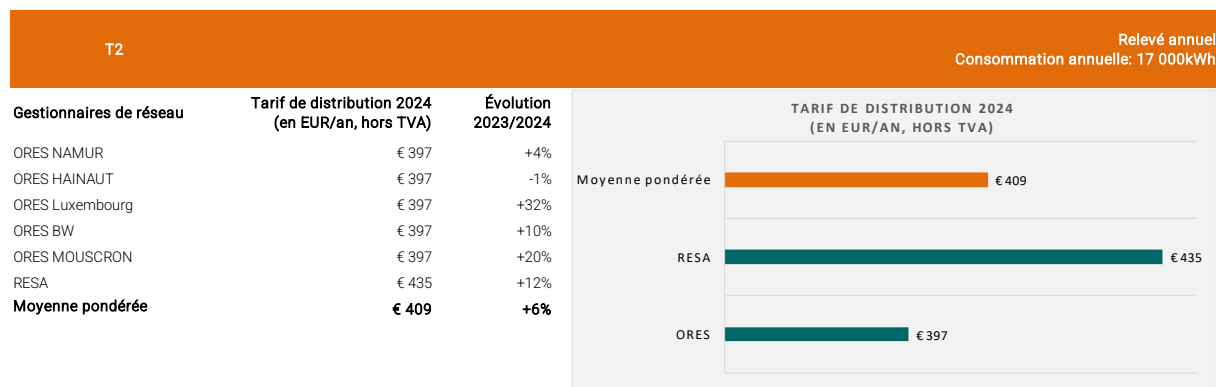 T2
Relevé annuel
Consommation annuelle: 17 000kWh
Gestionnaires de réseau
Tarif de distribution 2024
(en EUR/an, hors TVA)
Évolution
2023/2024
ORES NAMUR € 397 +4%
ORES HAINAUT € 397 -1%
ORES Luxembourg € 397 +32%
ORES BW € 397 +10%
ORES MOUSCRON € 397 +20%
RESA € 435 +12%
Moyenne pondérée € 409 +6%
TARIF DE DISTRIBUTION 2024
(EN EUR/AN, HORS TVA)
Moyenne pondérée € 409
RESA € 435
ORES € 397